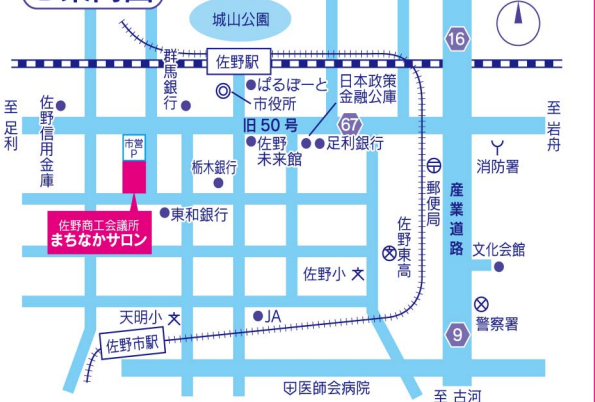 ご案内図
城山公園
16
佐野駅
群馬銀行
ぱるぽーと
市役所
日本政策
金融公庫
至足利
佐野信用金庫
旧50号
67
至岩舟
市営
P
佐野
未来館
足利銀行
消防署
栃木銀行
郵便局
産業道路
佐野商工会議所
まちなかサロン
東和銀行
佐野東高
文化会館
佐野小
文
天明小
文
JA
警察署
佐野市駅
9
医師会病院
至古河